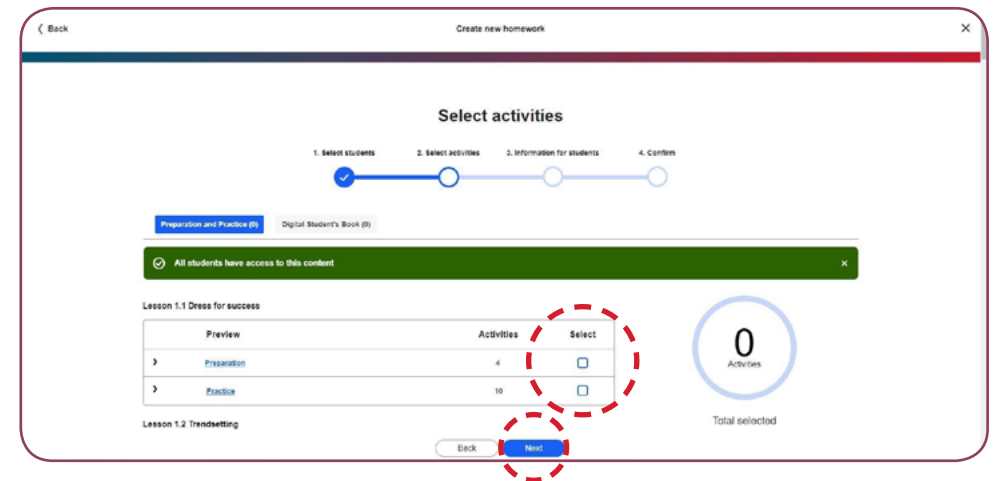 Back
Create new homework
Select activities
1. Select students
2. Select activities
3. Information for students
4. Confirm
Preparation and Practice (0)
Digital Student's Book (0)
All students have access to this content
Lesson 1.1 Dress for success
Preview Activities Select
Preparation 4
Practice 10
0
Activities
Total selected
Lesson 1.2 Trendsetting
Back Next